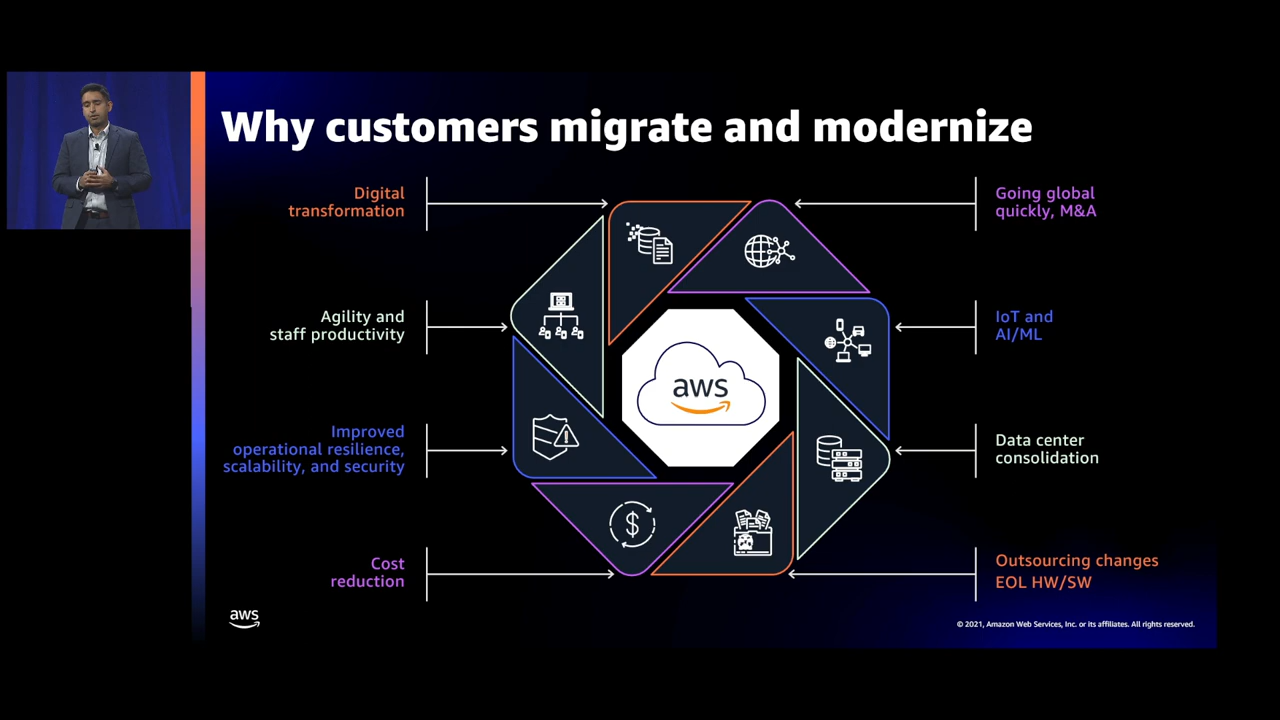 Why customers migrate and modernize
Digital
transformation
Agility and
staff productivity
Improved
operational resilience,
scalability, and security
Cost
reduction
Going global
quickly, M&A
IoT and
AI/ML
Data center
consolidation
Outsourcing changes
EOL HW/SW
aws
$
aws
© 2021, Amazon Web Services, Inc. or its affiliates. All rights reserved.